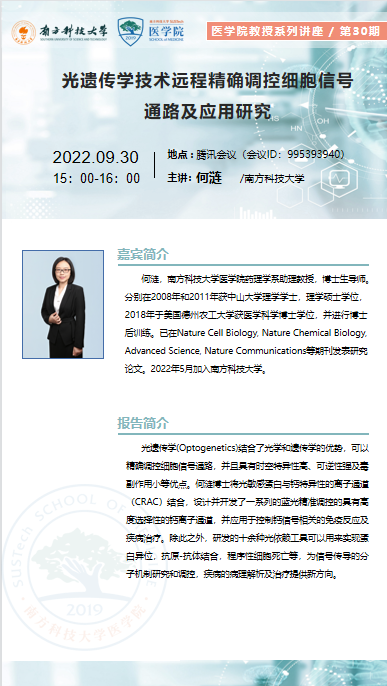 南方科技大学
SOUTHERN UNIVERSITY OF SCIENCE AND TECHNOLOGY
南方科技大学
医学院
SCHOOL OF MEDICINE
2019
医学院教授系列讲座 / 第30期
光遗传学技术远程精确调控细胞信号
通路及应用研究
2022.09.30
15：00-16：00
地点：腾讯会议（会议ID：995393940）
主讲：何涟 /南方科技大学
HN
OH
嘉宾简介
何涟，南方科技大学医学院药理学系助理教授，博士生导师。
分别在2008年和2011年获中山大学理学学士，理学硕士学位，
2018年于美国德州农工大学获医学科学博士学位，并进行博士
后训练。已在Nature Cell Biology, Nature Chemical Biology,
Advanced Science, Nature Communications等期刊发表研究
论文。2022年5月加入南方科技大学。
报告简介
光遗传学(Optogenetics)结合了光学和遗传学的优势，可以
精确调控细胞信号通路，并且具有时空特异性高、可逆性强及毒
副作用小等优点。何涟博士将光敏感蛋白与钙特异性的离子通道
（CRAC）结合，设计并开发了一系列的蓝光精准调控的具有高
度选择性的钙离子通道，并应用于控制钙信号相关的免疫反应及
疾病治疗。除此之外，研发的十余种光依赖工具可以用来实现蛋
白异位，抗原-抗体结合，程序性细胞死亡等，为信号传导的分
子机制研究和调控，疾病的病理解析及治疗提供新方向。
SUSTech SCHOOL OF MEDICINE
2019
南方科技大学医学院